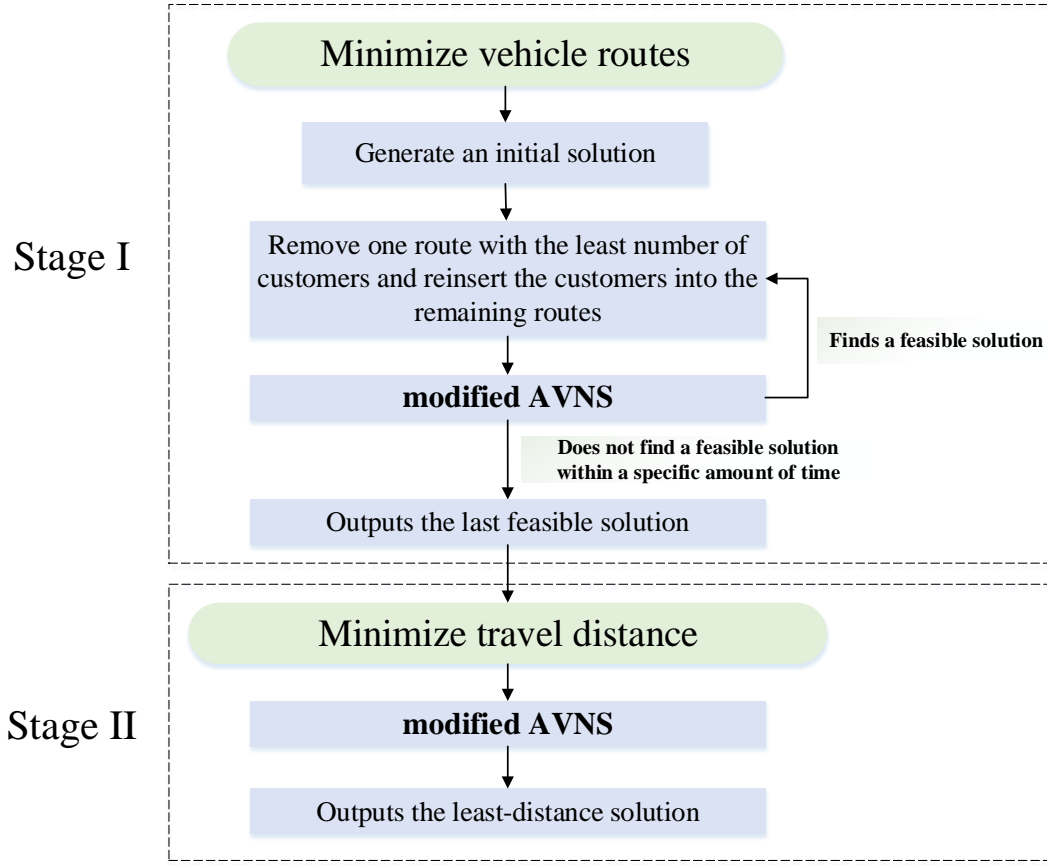 Minimize vehicle routes
Generate an initial solution
Stage I
Remove one route with the least number of
customers and reinsert the customers into the
remaining routes
Finds a feasible solution
modified AVNS
Does not find a feasible solution
within a specific amount of time
Outputs the last feasible solution
Minimize travel distance
Stage II
modified AVNS
Outputs the least-distance solution